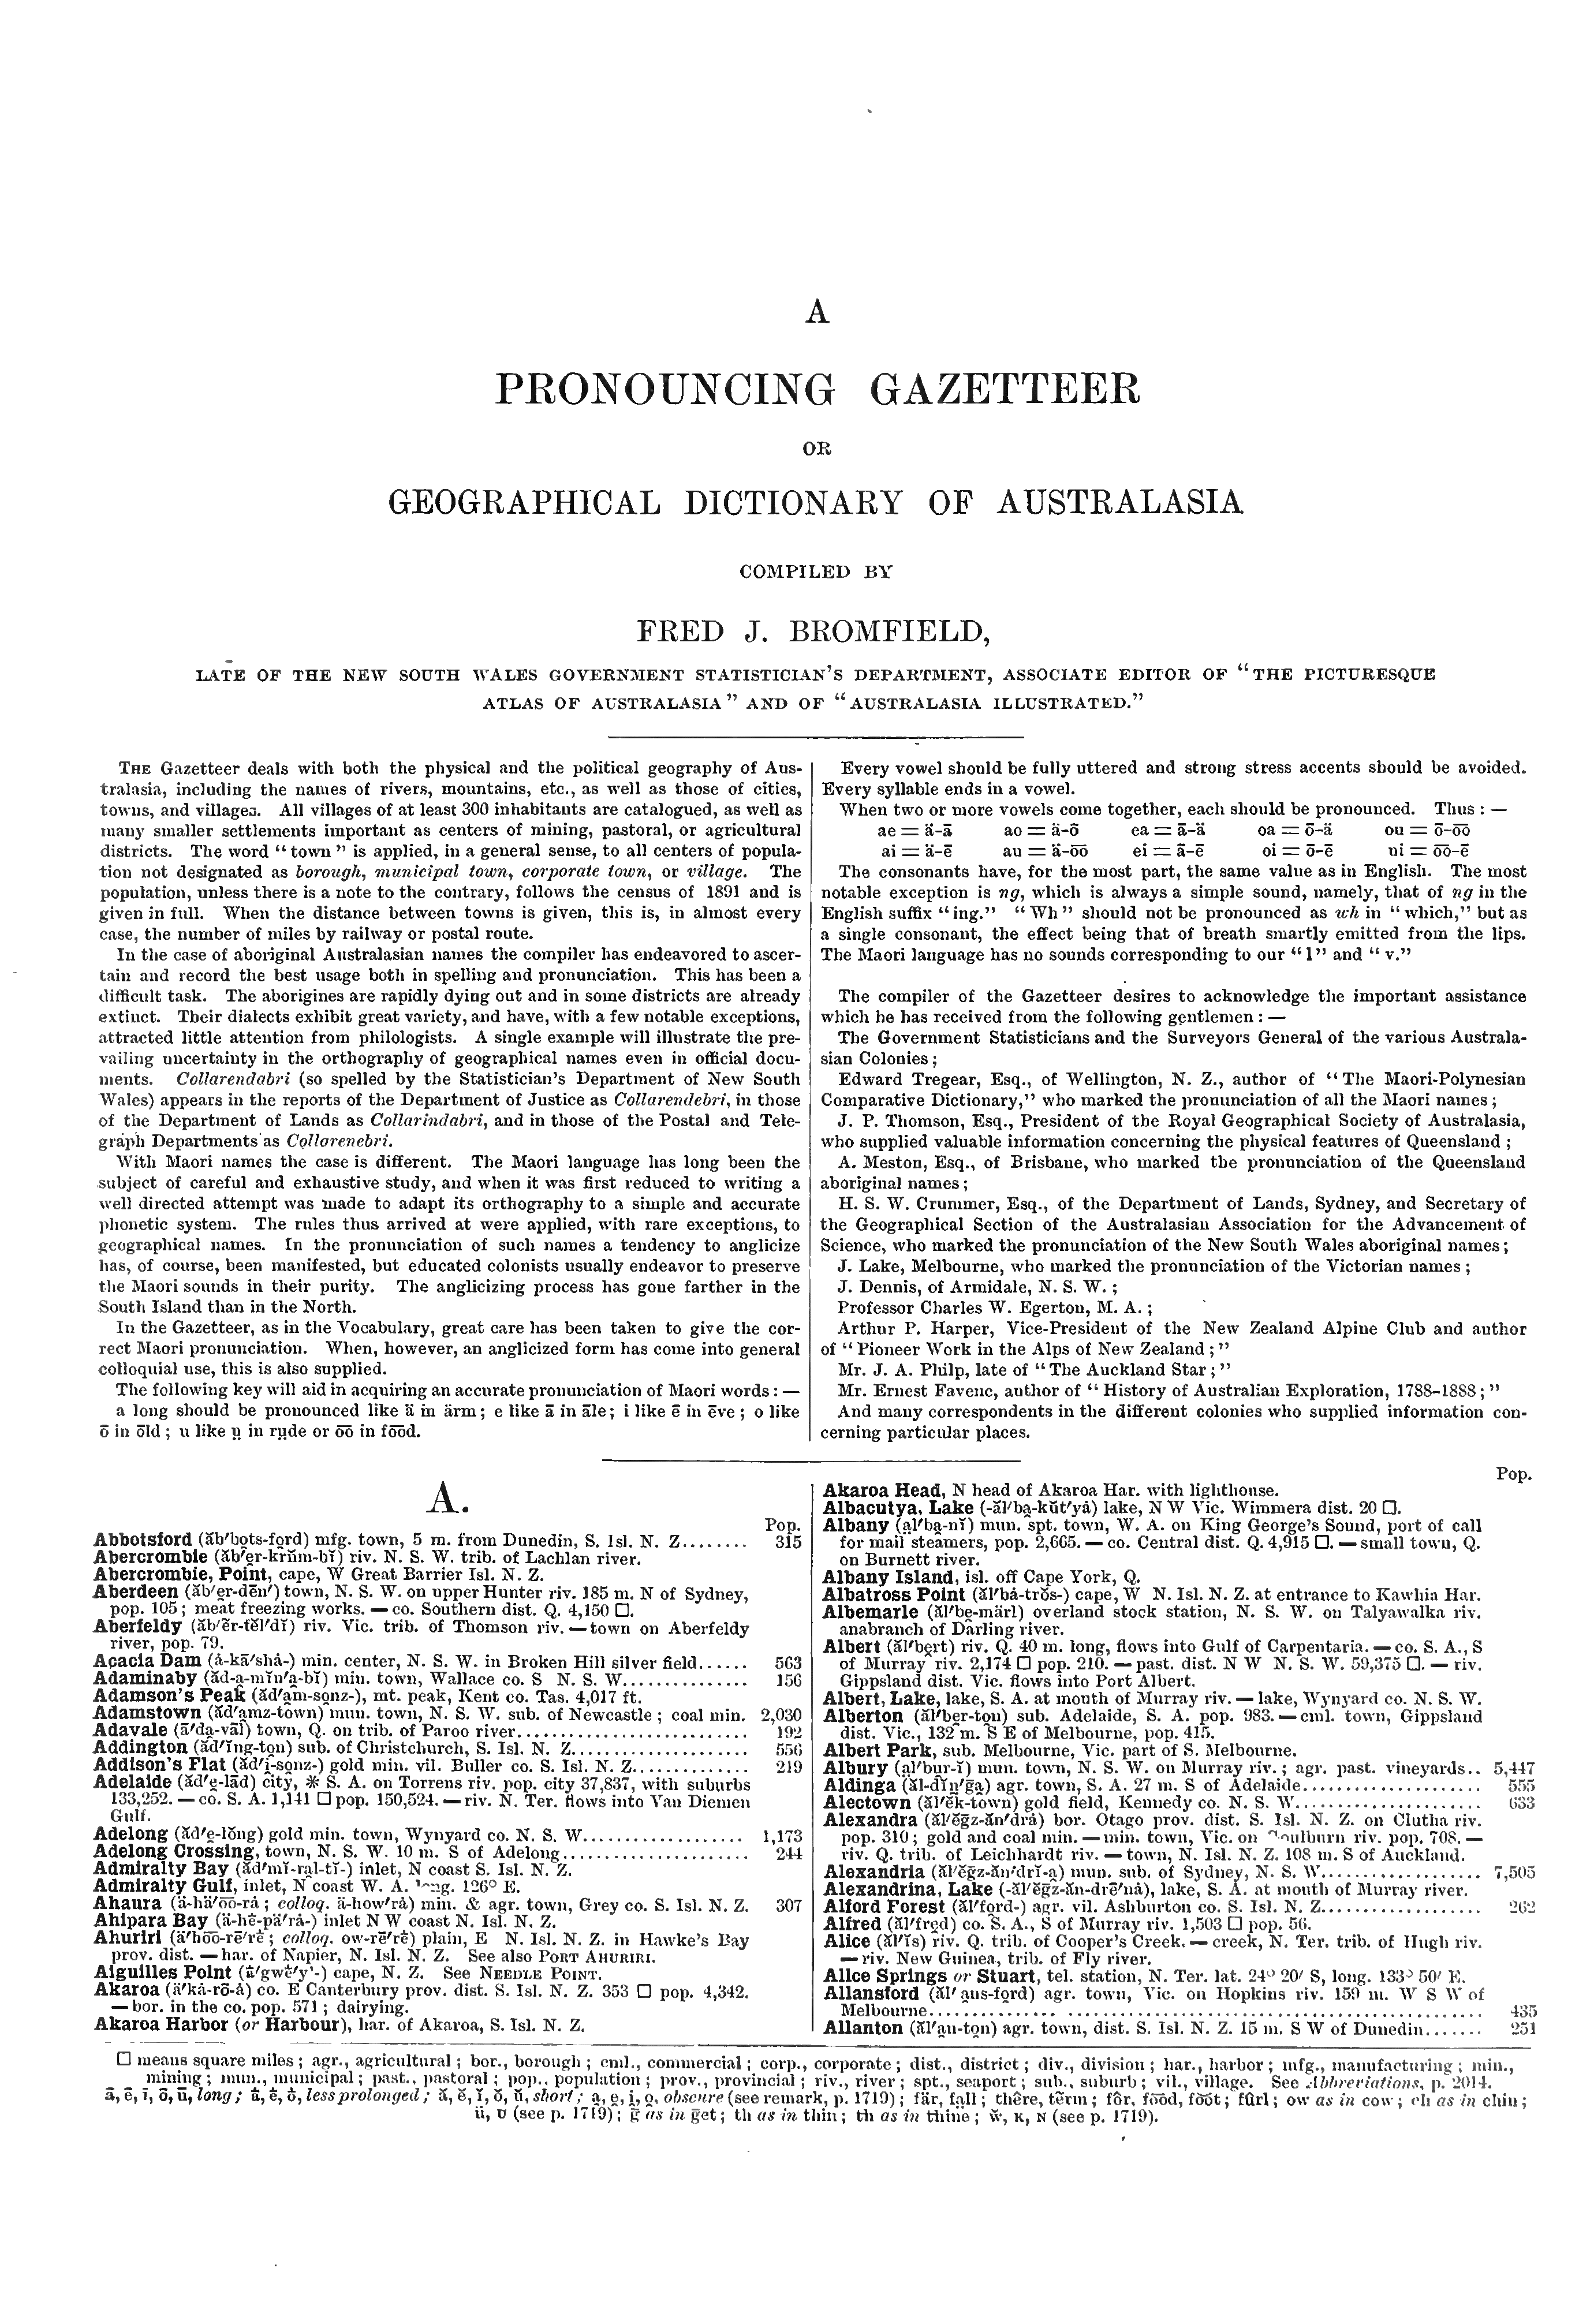 A
PRONOUNCING GAZETTEER
OR
GEOGRAPHICAL DICTIONARY OF AUSTRALASIA
COMPILED BY
FRED J. BROMFIELD,
LATE OF THE NEW SOUTH WALES GOVERNMENT STATISTICIAN'S DEPARTMENT, ASSOCIATE EDITOR OF "THE PICTURESQUE
ATLAS OF AUSTRALASIA" AND OF "AUSTRALASIA ILLUSTRATED."
THE Gazetteer deals with both the physical and the political geography of Aus-
tralasia, including the names of rivers, mountains, etc., as well as those of cities,
towns, and villages. All villages of at least 300 inhabitants are catalogued, as well as
many smaller settlements important as centers of mining, pastoral, or agricultural
districts. The word "town" is applied, in a general sense, to all centers of popula-
tion not designated as borough, municipal town, corporate town, or village. The
population, unless there is a note to the contrary, follows the census of 1891 and is
given in full. When the distance between towns is given, this is, in almost every
case, the number of miles by railway or postal route.
In the case of aboriginal Australasian names the compiler has endeavored to ascer-
tain and record the best usage both in spelling and pronunciation. This has been a
difficult task. The aborigines are rapidly dying out and in some districts are already
extinct. Their dialects exhibit great variety, and have, with a few notable exceptions,
attracted little attention from philologists. A single example will illustrate the pre-
vailing uncertainty in the orthography of geographical names even in official docu-
ments. Collarendabri (so spelled by the Statistician's Department of New South
Wales) appears in the reports of the Department of Justice as Collarendebri, in those
of the Department of Lands as Collarindabri, and in those of the Postal and Tele-
graph Departments as Collarenebri.
With Maori names the case is different. The Maori language has long been the
subject of careful and exhaustive study, and when it was first reduced to writing a
well directed attempt was made to adapt its orthography to a simple and accurate
phonetic system. The rules thus arrived at were applied, with rare exceptions, to
geographical names. In the pronunciation of such names a tendency to anglicize
has, of course, been manifested, but educated colonists usually endeavor to preserve
the Maori sounds in their purity. The anglicizing process has gone farther in the
South Island than in the North.
In the Gazetteer, as in the Vocabulary, great care has been taken to give the cor-
rect Maori pronunciation. When, however, an anglicized form has come into general
colloquial use, this is also supplied.
The following key will aid in acquiring an accurate pronunciation of Maori words: —
a long should be pronounced like ä in ärm; e like ā in āle; i like ē in ēve; o like
ō in ōld; u like ṳ in rṳde or o͞o in fo͞od.
Every vowel should be fully uttered and strong stress accents should be avoided.
Every syllable ends in a vowel.
When two or more vowels come together, each should be pronounced. Thus: —
ae = ä-ā ao = ä-ō ea = ā-ä oa = ō-ä ou = ō-o͞o
ai = ä-ē au = ä-o͞o ei = ā-ē oi = ō-ē ui = o͞o-ē
The consonants have, for the most part, the same value as in English. The most
notable exception is ng, which is always a simple sound, namely, that of ng in the
English suffix "ing." "Wh" should not be pronounced as wh in "which," but as
a single consonant, the effect being that of breath smartly emitted from the lips.
The Maori language has no sounds corresponding to our "l" and "v."
The compiler of the Gazetteer desires to acknowledge the important assistance
which he has received from the following gentlemen: —
The Government Statisticians and the Surveyors General of the various Australa-
sian Colonies;
Edward Tregear, Esq., of Wellington, N. Z., author of "The Maori-Polynesian
Comparative Dictionary," who marked the pronunciation of all the Maori names;
J. P. Thomson, Esq., President of the Royal Geographical Society of Australasia,
who supplied valuable information concerning the physical features of Queensland;
A. Meston, Esq., of Brisbane, who marked the pronunciation of the Queensland
aboriginal names;
H. S. W. Crummer, Esq., of the Department of Lands, Sydney, and Secretary of
the Geographical Section of the Australasian Association for the Advancement of
Science, who marked the pronunciation of the New South Wales aboriginal names;
J. Lake, Melbourne, who marked the pronunciation of the Victorian names;
J. Dennis, of Armidale, N. S. W.;
Professor Charles W. Egerton, M. A.;
Arthur P. Harper, Vice-President of the New Zealand Alpine Club and author
of "Pioneer Work in the Alps of New Zealand;"
Mr. J. A. Philp, late of "The Auckland Star;"
Mr. Ernest Favenc, author of "History of Australian Exploration, 1788-1888;"
And many correspondents in the different colonies who supplied information con-
cerning particular places.
A.
Pop.
Abbotsford (ăb′bo̤ts-fo̤rd) mfg. town, 5 m. from Dunedin, S. Isl. N. Z........ 315
Abercrombie (ăb′e̤r-krŭm-bĭ) riv. N. S. W. trib. of Lachlan river.
Abercrombie, Point, cape, W Great Barrier Isl. N. Z.
Aberdeen (ăb′e̤r-dēn′) town, N. S. W. on upper Hunter riv. 185 m. N of Sydney,
pop. 105; meat freezing works. — co. Southern dist. Q. 4,150 □.
Aberfeldy (ăb′ẽr-fĕl′dĭ) riv. Vic. trib. of Thomson riv. — town on Aberfeldy
river, pop. 79.
Acacia Dam (ȧ-kā′shȧ-) min. center, N. S. W. in Broken Hill silver field...... 563
Adaminaby (ăd-a̤-mĭn′a̤-bĭ) min. town, Wallace co. S N. S. W.............. 156
Adamson's Peak (ăd′a̤m-so̤nz-), mt. peak, Kent co. Tas. 4,017 ft.
Adamstown (ăd′a̤mz-town) mun. town, N. S. W. sub. of Newcastle; coal min. 2,030
Adavale (ā′da̤-vāl) town, Q. on trib. of Paroo river.......................... 192
Addington (ăd′ĭng-to̤n) sub. of Christchurch, S. Isl. N. Z.................... 556
Addison's Flat (ăd′i̤-so̤nz-) gold min. vil. Buller co. S. Isl. N. Z............. 219
Adelaide (ăd′e̤-lād) city, ✻ S. A. on Torrens riv. pop. city 37,837, with suburbs
133,252. — co. S. A. 1,141 □ pop. 150,524. — riv. N. Ter. flows into Van Diemen
Gulf.
Adelong (ăd′e̤-lŏng) gold min. town, Wynyard co. N. S. W................... 1,173
Adelong Crossing, town, N. S. W. 10 m. S of Adelong....................... 244
Admiralty Bay (ăd′mĭ-ra̤l-tĭ-) inlet, N coast S. Isl. N. Z.
Admiralty Gulf, inlet, N coast W. A. long. 126° E.
Ahaura (ä-hä′o͞o-rȧ; colloq. ä-how′rȧ) min. & agr. town, Grey co. S. Isl. N. Z. 307
Ahipara Bay (ä-hē-pä′rȧ-) inlet N W coast N. Isl. N. Z.
Ahuriri (ä′ho͞o-rē′rē; colloq. ow-rē′rē) plain, E N. Isl. N. Z. in Hawke's Bay
prov. dist. — har. of Napier, N. Isl. N. Z. See also PORT AHURIRI.
Aiguilles Point (…) cape, N. Z. See NEEDLE POINT.
Akaroa (ä′kȧ-rō-ȧ) co. E Canterbury prov. dist. S. Isl. N. Z. 353 □ pop. 4,342.
— bor. in the co. pop. 571; dairying.
Akaroa Harbor (or Harbour), har. of Akaroa, S. Isl. N. Z.
Pop.
Akaroa Head, N head of Akaroa Har. with lighthouse.
Albacutya, Lake (-ăl′ba̤-kŭt′yȧ) lake, N W Vic. Wimmera dist. 20 □.
Albany (a̤l′ba̤-nĭ) mun. spt. town, W. A. on King George's Sound, port of call
for mail steamers, pop. 2,665. — co. Central dist. Q. 4,915 □. — small town, Q.
on Burnett river.
Albany Island, isl. off Cape York, Q.
Albatross Point (ăl′bȧ-trŏs-) cape, W N. Isl. N. Z. at entrance to Kawhia Har.
Albemarle (ăl′be̤-märl) overland stock station, N. S. W. on Talyawalka riv.
anabranch of Darling river.
Albert (ăl′be̤rt) riv. Q. 40 m. long, flows into Gulf of Carpentaria. — co. S. A., S
of Murray riv. 2,174 □ pop. 210. — past. dist. N W N. S. W. 59,375 □. — riv.
Gippsland dist. Vic. flows into Port Albert.
Albert, Lake, lake, S. A. at mouth of Murray riv. — lake, Wynyard co. N. S. W.
Alberton (ăl′be̤r-to̤n) sub. Adelaide, S. A. pop. 983. — cml. town, Gippsland
dist. Vic., 132 m. S E of Melbourne, pop. 415.
Albert Park, sub. Melbourne, Vic. part of S. Melbourne.
Albury (a̤l′bur-ĭ) mun. town, N. S. W. on Murray riv.; agr. past. vineyards.. 5,447
Aldinga (ăl-dĭn′ga̤) agr. town, S. A. 27 m. S of Adelaide.................... 555
Alectown (ăl′ĕk-town) gold field, Kennedy co. N. S. W...................... 633
Alexandra (ăl′ĕgz-ăn′drȧ) bor. Otago prov. dist. S. Isl. N. Z. on Clutha riv.
pop. 310; gold and coal min. — min. town, Vic. on Goulburn riv. pop. 708. —
riv. Q. trib. of Leichhardt riv. — town, N. Isl. N. Z. 108 m. S of Auckland.
Alexandria (ăl′ĕgz-ăn′drĭ-a̤) mun. sub. of Sydney, N. S. W.................... 7,505
Alexandrina, Lake (-ăl′ĕgz-ăn-drē′nȧ), lake, S. A. at mouth of Murray river.
Alford Forest (ăl′fo̤rd-) agr. vil. Ashburton co. S. Isl. N. Z................... 262
Alfred (ăl′fre̤d) co. S. A., S of Murray riv. 1,503 □ pop. 56.
Alice (ăl′ĭs) riv. Q. trib. of Cooper's Creek. — creek, N. Ter. trib. of Hugh riv.
— riv. New Guinea, trib. of Fly river.
Alice Springs or Stuart, tel. station, N. Ter. lat. 24° 20′ S, long. 133° 50′ E.
Allansford (ăl′a̤ns-fo̤rd) agr. town, Vic. on Hopkins riv. 159 m. W S W of
Melbourne................................................................ 435
Allanton (ăl′a̤n-to̤n) agr. town, dist. S. Isl. N. Z. 15 m. S W of Dunedin....... 251
□ means square miles; agr., agricultural; bor., borough; cml., commercial; corp., corporate; dist., district; div., division; har., harbor; mfg., manufacturing; min.,
mining; mun., municipal; past., pastoral; pop., population; prov., provincial; riv., river; spt., seaport; sub., suburb; vil., village. See Abbreviations, p. 2014.
ā, ē, ī, ō, ū, long; ȧ, ė, ȯ, less prolonged; ă, ĕ, ĭ, ŏ, ŭ, short; a̤, e̤, i̤, o̤, obscure (see remark, p. 1719); fär, fa̤ll; thêre, tẽrm; fôr, fo͞od, fo͝ot; fûrl; ow as in cow; ch as in chin;
ü, ᴜ (see p. 1719); ḡ as in ḡet; th as in thin; th as in thine; w̌, ᴋ, ɴ (see p. 1719).